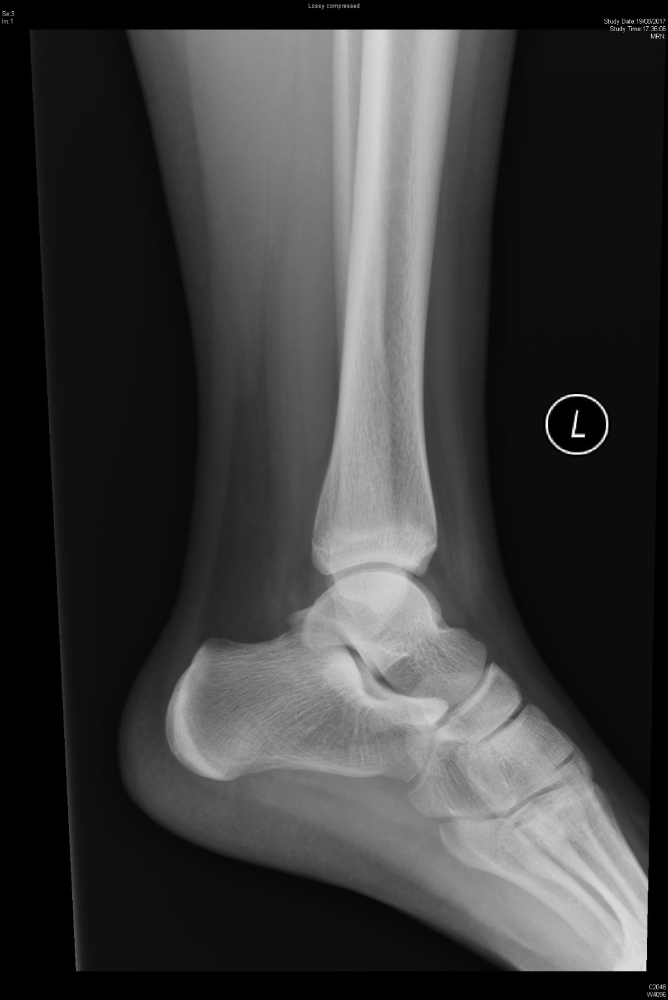 Lossy compressed
Se:3
Im:1
Study Date:19/08/2017
Study Time:17:36:06
MRN:
L
C2048
W4096